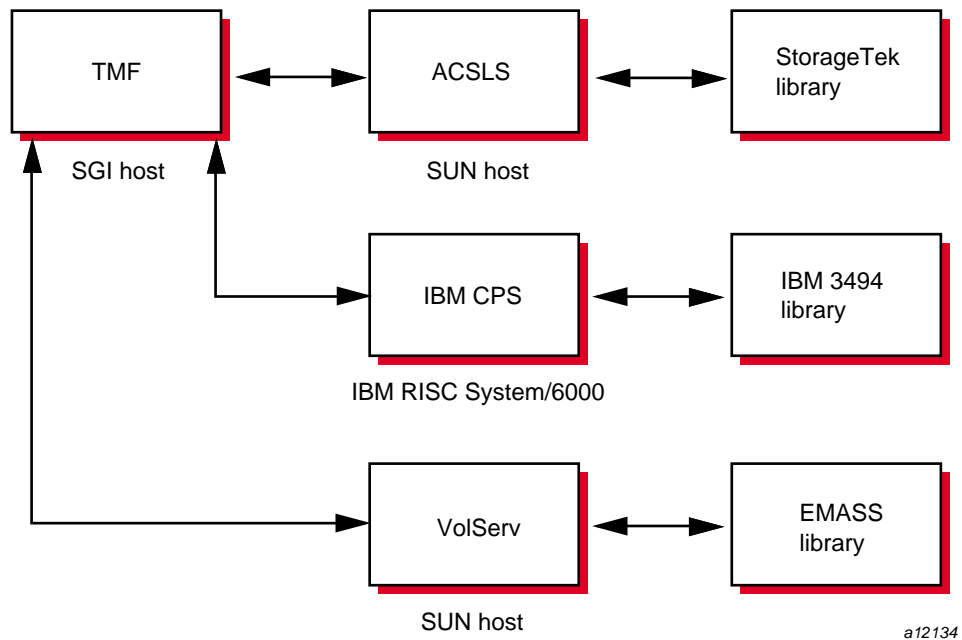 TMF
ACSLS
StorageTek
library
SGI host
SUN host
IBM CPS
IBM 3494
library
IBM RISC System/6000
VolServ
EMASS
library
SUN host
a12134